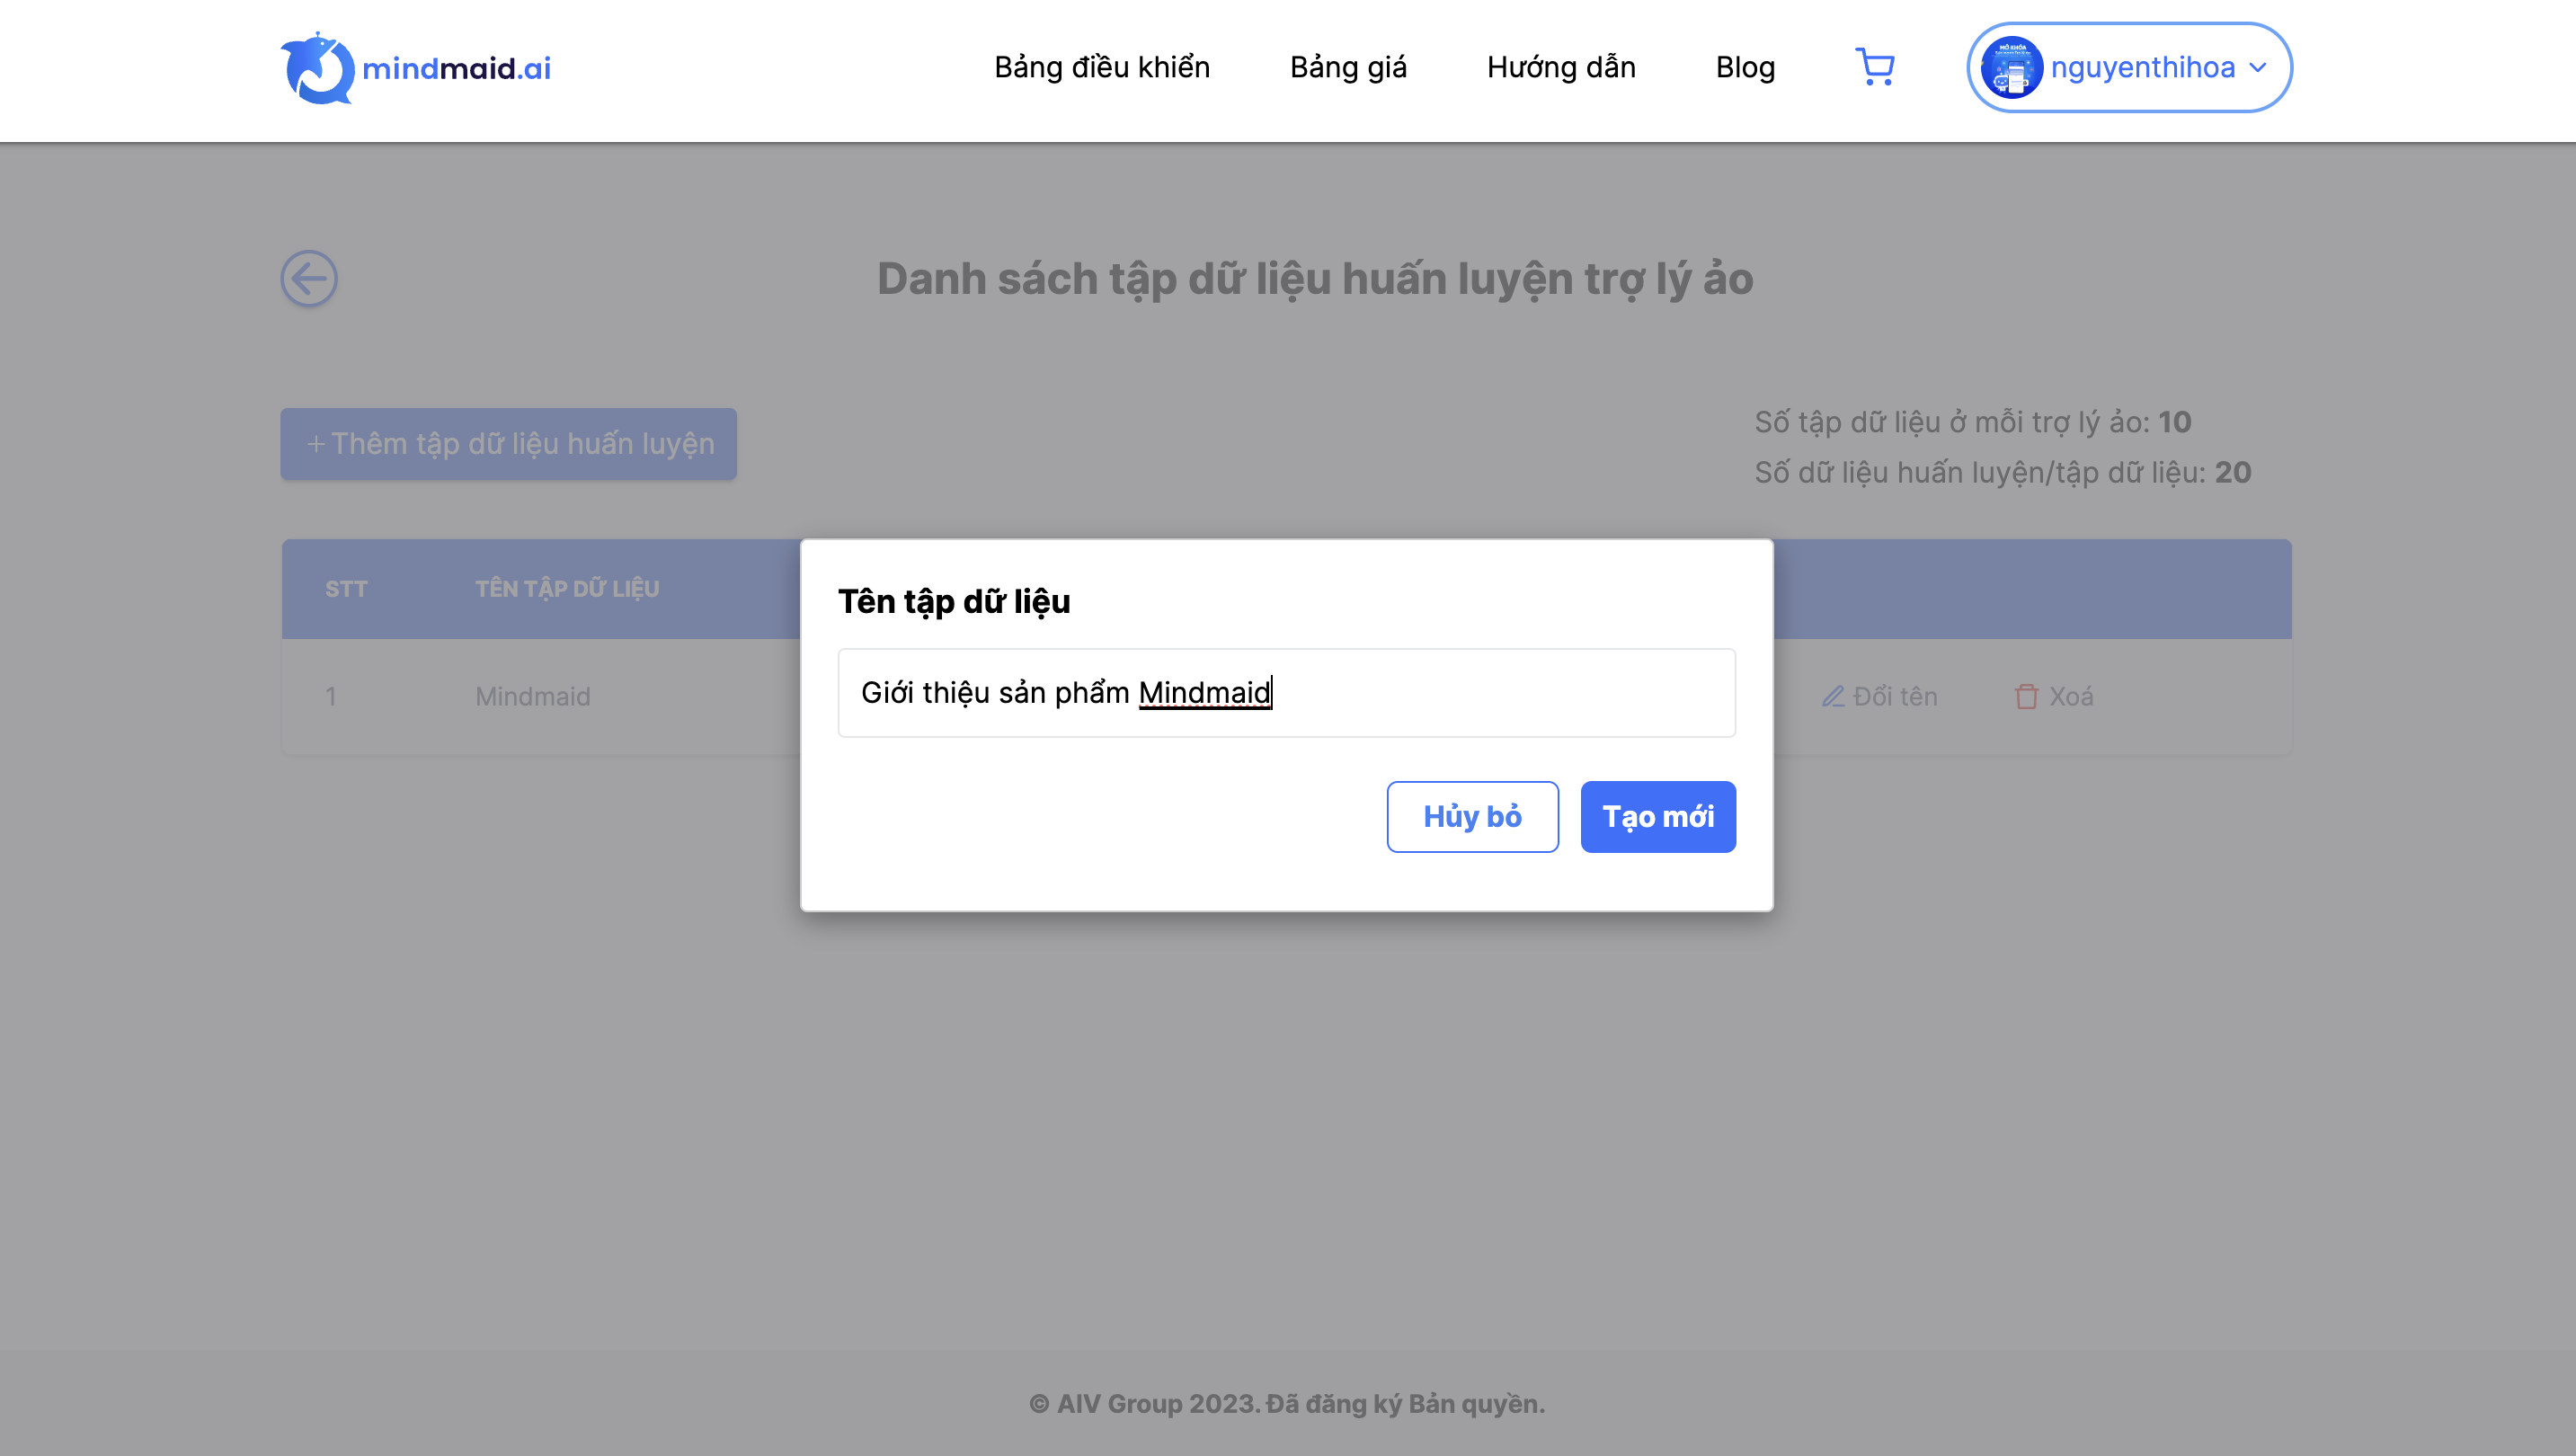 mindmaid.ai
Bảng điều khiển
Bảng giá
Hướng dẫn
Blog
MỞ KHÓA
nguyenthihoa
Danh sách tập dữ liệu huấn luyện trợ lý ảo
+ Thêm tập dữ liệu huấn luyện
Số tập dữ liệu ở mỗi trợ lý ảo: 10
Số dữ liệu huấn luyện/tập dữ liệu: 20
STT
TÊN TẬP DỮ LIỆU
1
Mindmaid
Đổi tên
Xoá
Tên tập dữ liệu
Giới thiệu sản phẩm Mindmaid
Hủy bỏ
Tạo mới
© AIV Group 2023. Đã đăng ký Bản quyền.